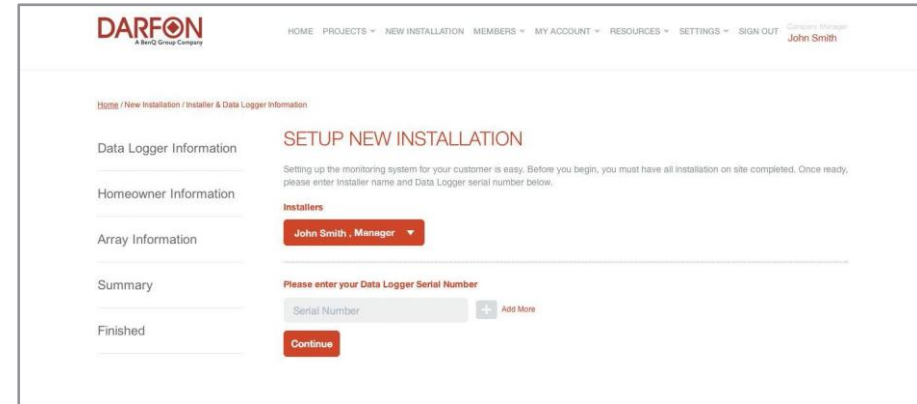 DARFON
A BenQ Group Company
HOME PROJECTS NEW INSTALLATION MEMBERS MY ACCOUNT RESOURCES SETTINGS SIGN OUT
Company Manager
John Smith
Home / New Installation / Installer & Data Logger Information
Data Logger Information
Homeowner Information
Array Information
Summary
Finished
SETUP NEW INSTALLATION
Setting up the monitoring system for your customer is easy. Before you begin, you must have all installation on site completed. Once ready,
please enter Installer name and Data Logger serial number below.
Installers
John Smith , Manager
Please enter your Data Logger Serial Number
Serial Number
+ Add More
Continue